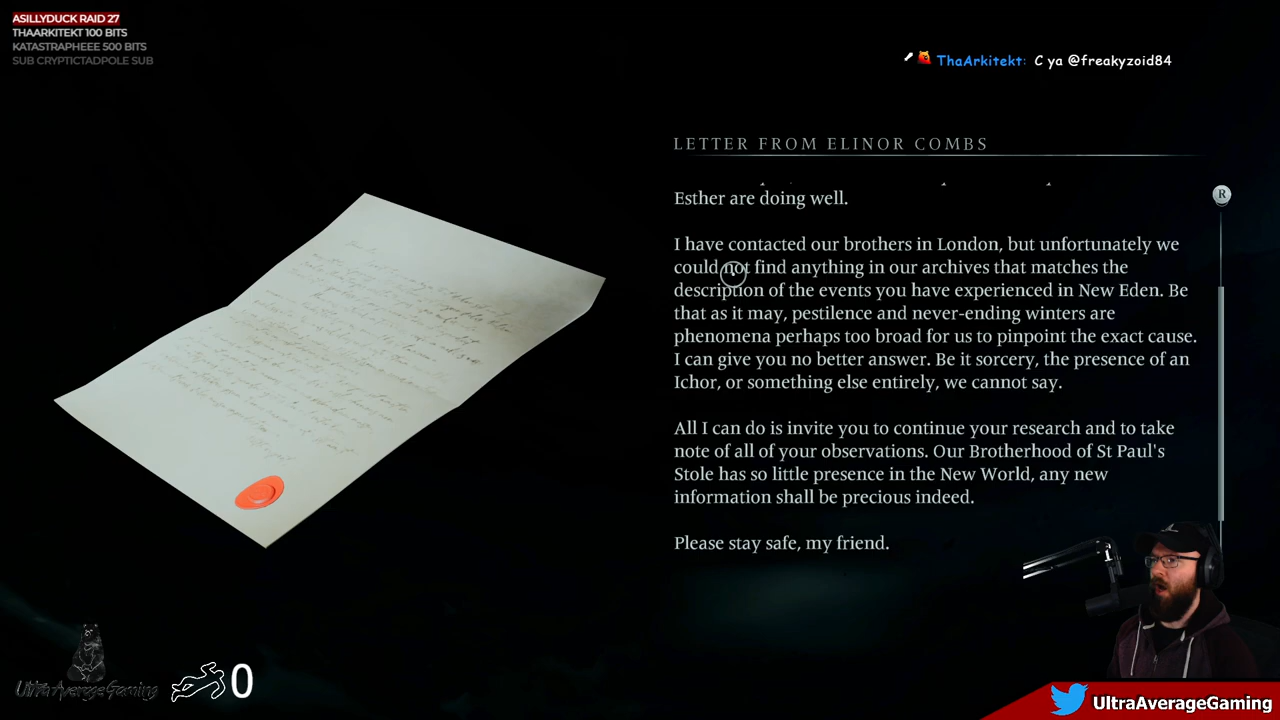 ASILLYDUCK RAID 27
THAARKITEKT 100 BITS
KATASTRAPHEEE 500 BITS
SUB CRYPTICTADPOLE SUB
ThaArkitekt: C ya @freakyzoid84
LETTER FROM ELINOR COMBS
Esther are doing well.
R
I have contacted our brothers in London, but unfortunately we
could not find anything in our archives that matches the
description of the events you have experienced in New Eden. Be
that as it may, pestilence and never-ending winters are
phenomena perhaps too broad for us to pinpoint the exact cause.
I can give you no better answer. Be it sorcery, the presence of an
Ichor, or something else entirely, we cannot say.
All I can do is invite you to continue your research and to take
note of all of your observations. Our Brotherhood of St Paul's
Stole has so little presence in the New World, any new
information shall be precious indeed.
Please stay safe, my friend.
UltraAverageGaming
0
UltraAverageGaming